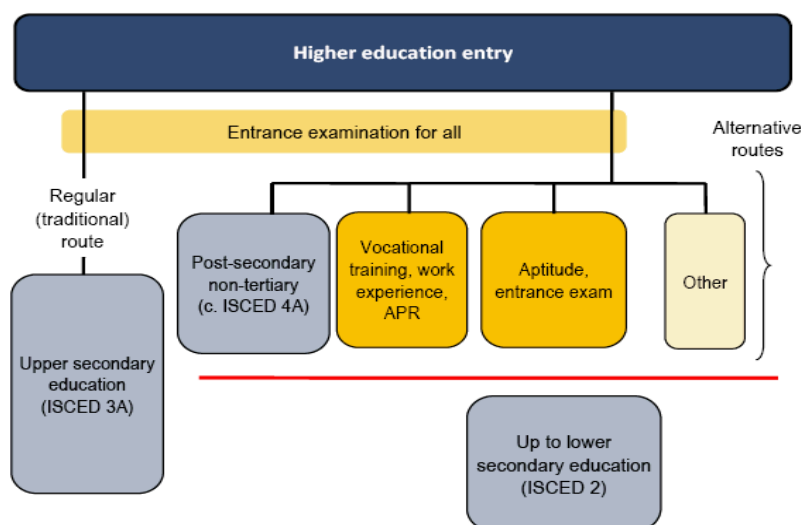 Higher education entry
Entrance examination for all
Alternative
routes
Regular
(traditional)
route
Post-secondary
non-tertiary
(c. ISCED 4A)
Vocational
training, work
experience,
APR
Aptitude,
entrance exam
Other
Upper secondary
education
(ISCED 3A)
Up to lower
secondary education
(ISCED 2)